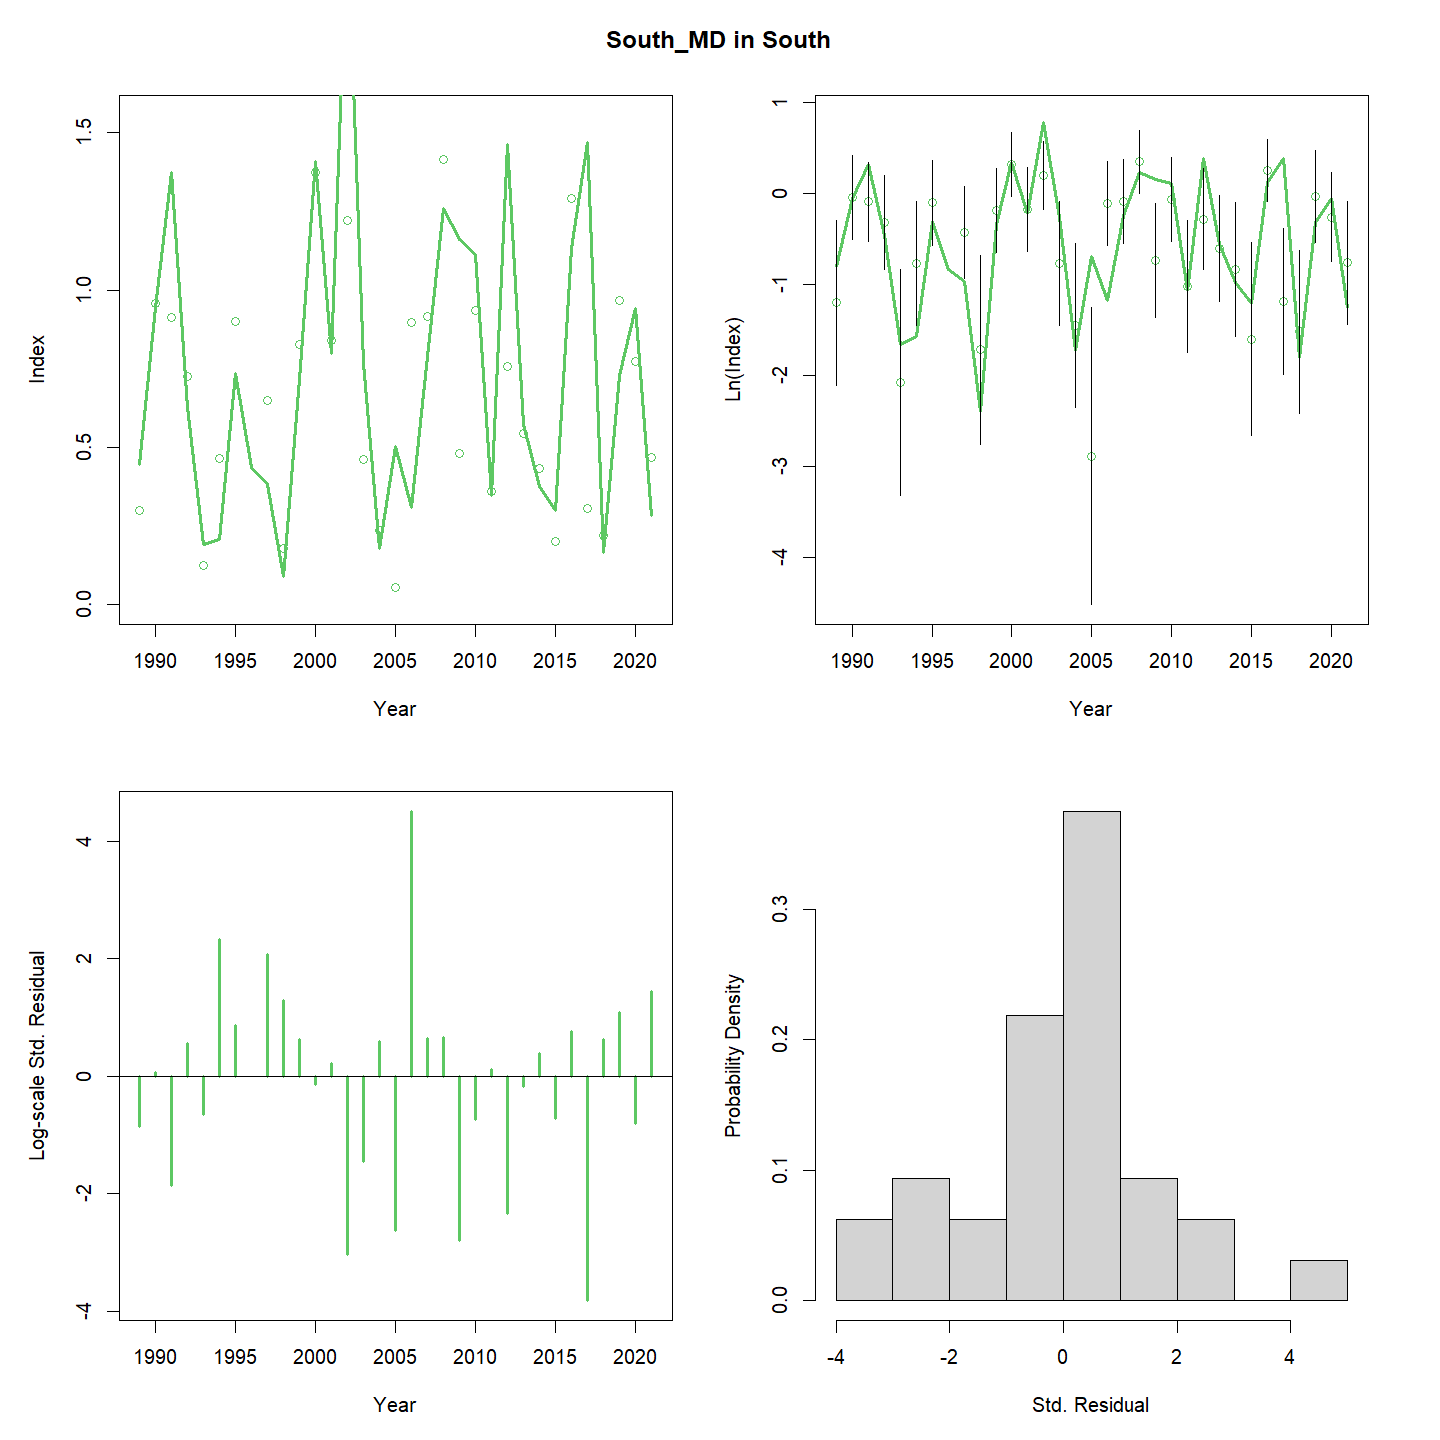 South_MD in South
Index
0.0 0.5 1.0 1.5
1990 1995 2000 2005 2010 2015 2020
Year
Ln(Index)
-4 -3 -2 -1 0 1
1990 1995 2000 2005 2010 2015 2020
Year
Log-scale Std. Residual
-4 -2 0 2 4
1990 1995 2000 2005 2010 2015 2020
Year
Probability Density
0.0 0.1 0.2 0.3
-4 -2 0 2 4
Std. Residual